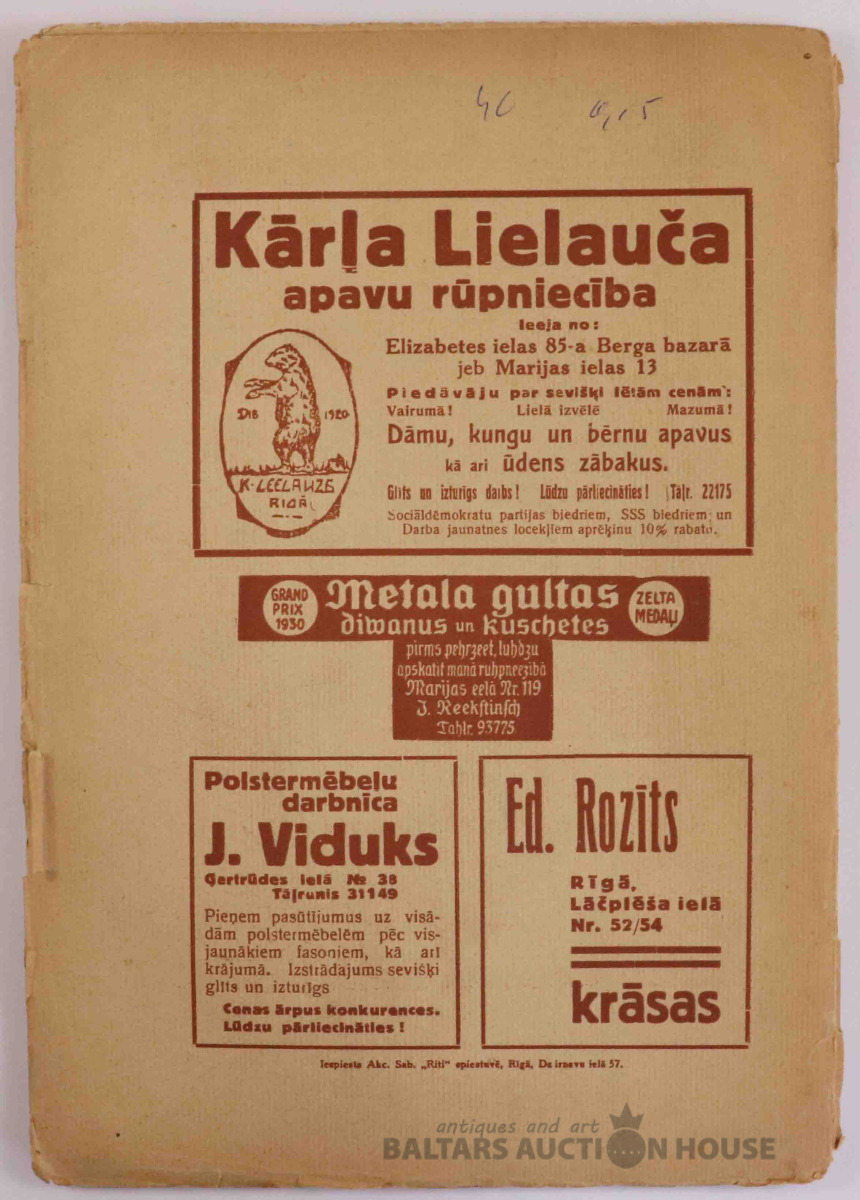 40 0,15
Kārļa Lielauča
apavu rūpniecība
Ieeja no:
Elizabetes ielas 85-a Berga bazarā
jeb Marijas ielas 13
Piedāvāju par sevišķi lētām cenām:
Vairumā! Lielā izvēlē Mazumā!
Dāmu, kungu un bērnu apavus
kā arī ūdens zābakus.
Glīts un izturīgs darbs! Lūdzu pārliecināties! Tāļr. 22175
Sociāldēmokratu partijas biedriem, SSS biedriem un
Darba jaunatnes locekļiem aprēķinu 10% rabatu.
DIB 1920
K. LEELAUZS
RIGĀ
GRAND
PRIX
1930
Metala gultas
diwanus un kuschetes
ZELTA
MEDAĻI
pirms pehrzeet, luhdzu
apskatit manā ruhpneezibā
Marijas eelā Nr. 119
J. Reekstinsch
Tahlr. 93775
Polstermēbeļu
darbnīca
J. Viduks
Ģertrūdes ielā № 38
Tāļrunis 31149
Pieņem pasūtījumus uz visā-
dām polstermēbelēm pēc vis-
jaunākiem fasoniem, kā arī
krājumā. Izstrādājums sevišķi
glīts un izturīgs
Cenas ārpus konkurences.
Lūdzu pārliecināties!
Ed. Rozīts
Rīgā,
Lāčplēša ielā
Nr. 52/54
krāsas
Iespiests Akc. Sab. „Rīti“ spiestuvē, Rīgā, Dzirnavu ielā 57.
antiques and art
BALTARS AUCTION HOUSE